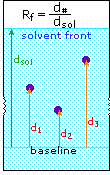 Rf = d# / dsol
solvent front
dsol
d1
d2
d3
baseline